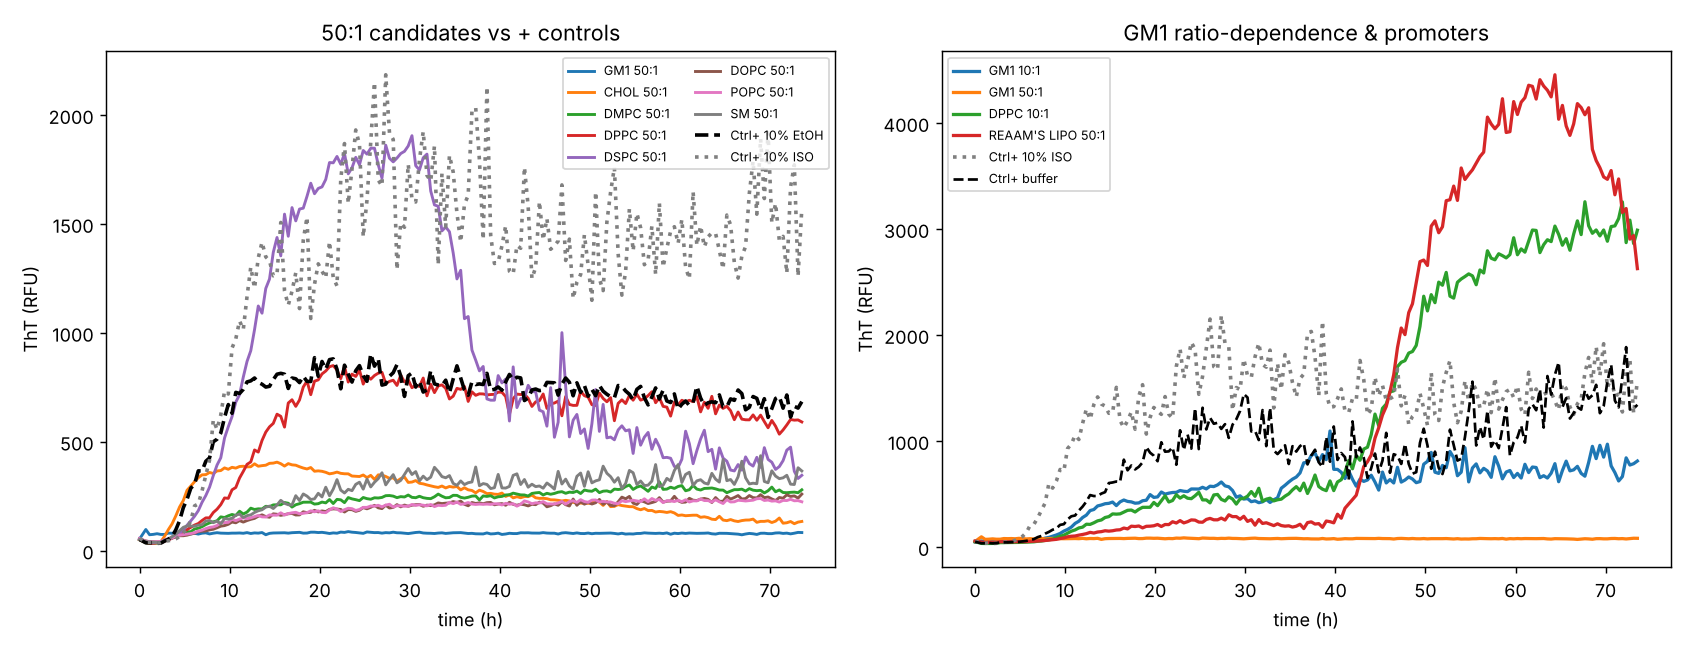 50:1 candidates vs + controls
GM1 50:1
CHOL 50:1
DMPC 50:1
DPPC 50:1
DSPC 50:1
DOPC 50:1
POPC 50:1
SM 50:1
Ctrl+ 10% EtOH
Ctrl+ 10% ISO
2000
1500
1000
500
0
ThT (RFU)
0 10 20 30 40 50 60 70
time (h)
GM1 ratio-dependence & promoters
GM1 10:1
GM1 50:1
DPPC 10:1
REAAM'S LIPO 50:1
Ctrl+ 10% ISO
Ctrl+ buffer
4000
3000
2000
1000
0
ThT (RFU)
0 10 20 30 40 50 60 70
time (h)